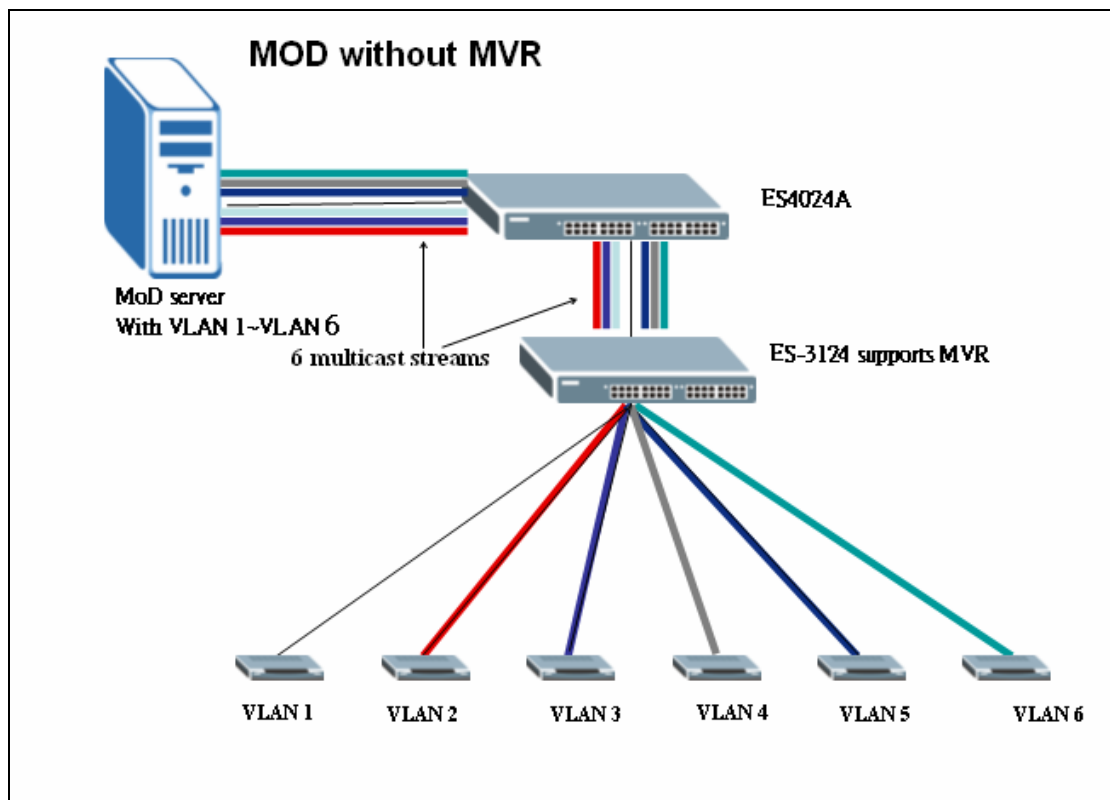 MOD without MVR
ES4024A
MoD server
With VLAN 1~VLAN 6
6 multicast streams
ES-3124 supports MVR
VLAN 1
VLAN 2
VLAN 3
VLAN 4
VLAN 5
VLAN 6